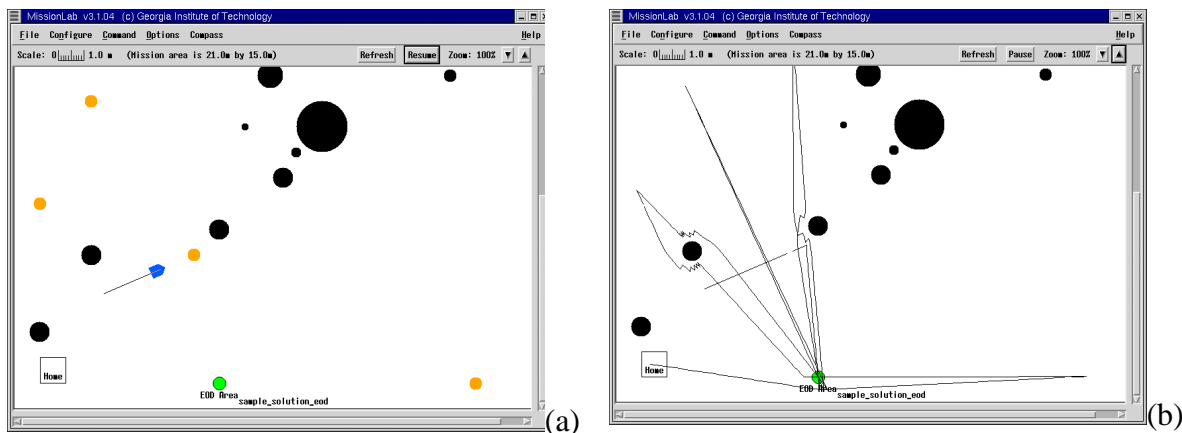 MissionLab v3.1.04 (c) Georgia Institute of Technology
File Configure Command Options Compass Help
Scale: 0 1.0 m (Mission area is 21.0m by 15.0m) Refresh Resume Zoom: 100%
Home
EOD Area
sample_solution_eod
(a)
MissionLab v3.1.04 (c) Georgia Institute of Technology
File Configure Command Options Compass Help
Scale: 0 1.0 m (Mission area is 21.0m by 15.0m) Refresh Pause Zoom: 100%
Home
EOD Area
sample_solution_eod
(b)